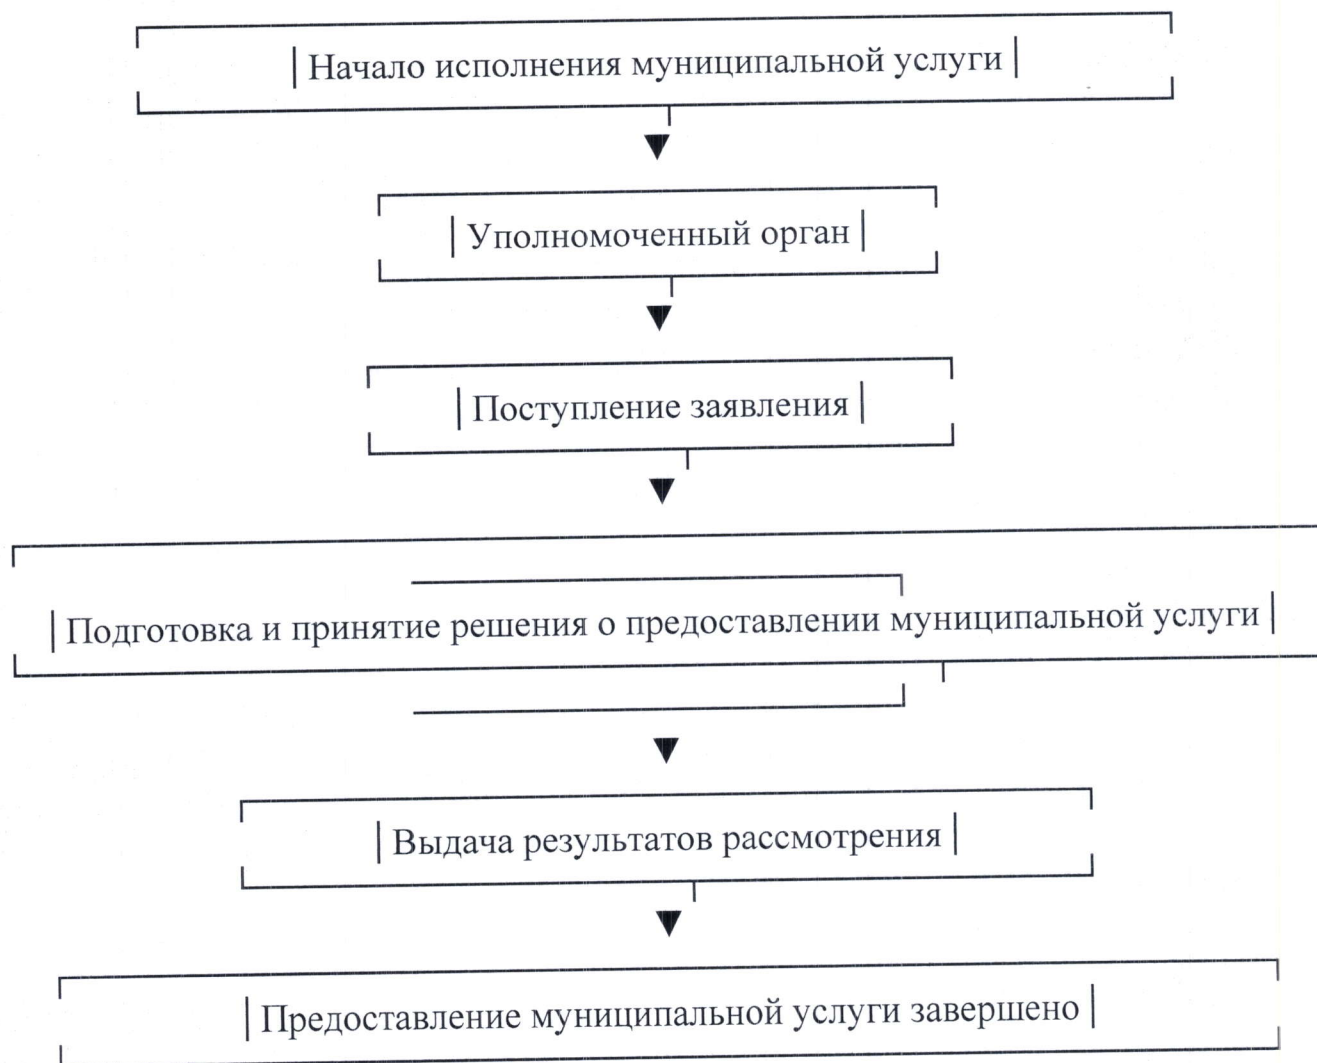 Начало исполнения муниципальной услуги
Уполномоченный орган
Поступление заявления
Подготовка и принятие решения о предоставлении муниципальной услуги
Выдача результатов рассмотрения
Предоставление муниципальной услуги завершено